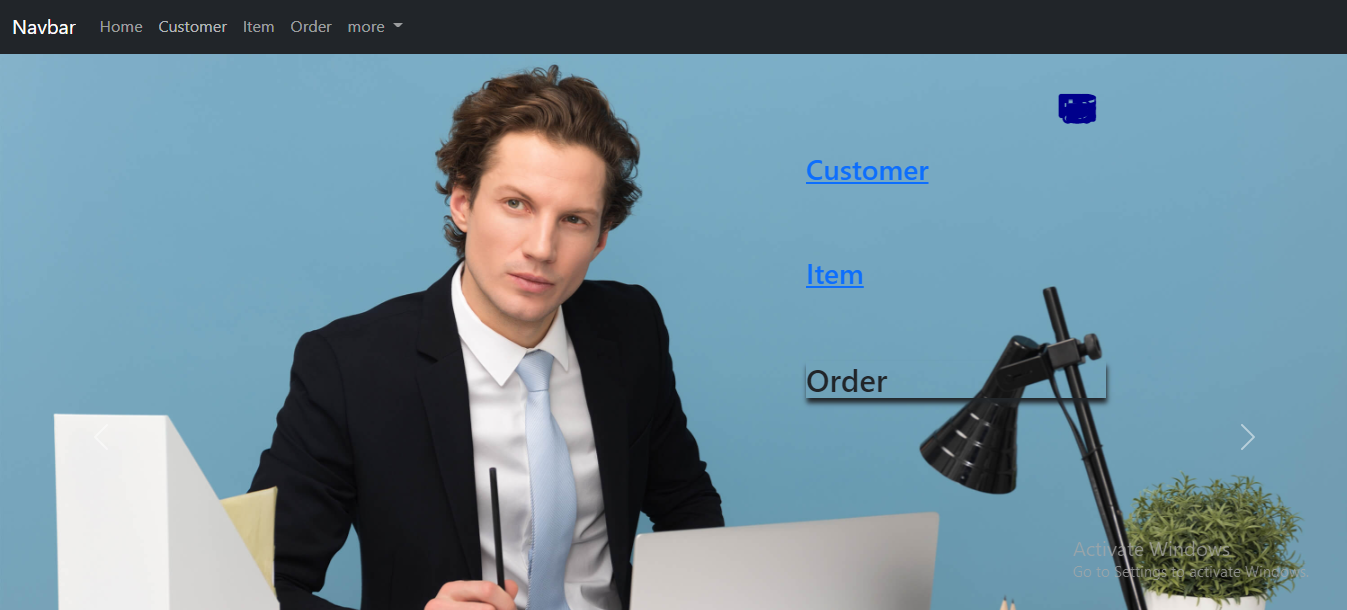 Navbar Home Customer Item Order more
Customer
Item
Order
Activate Windows
Go to Settings to activate Windows.